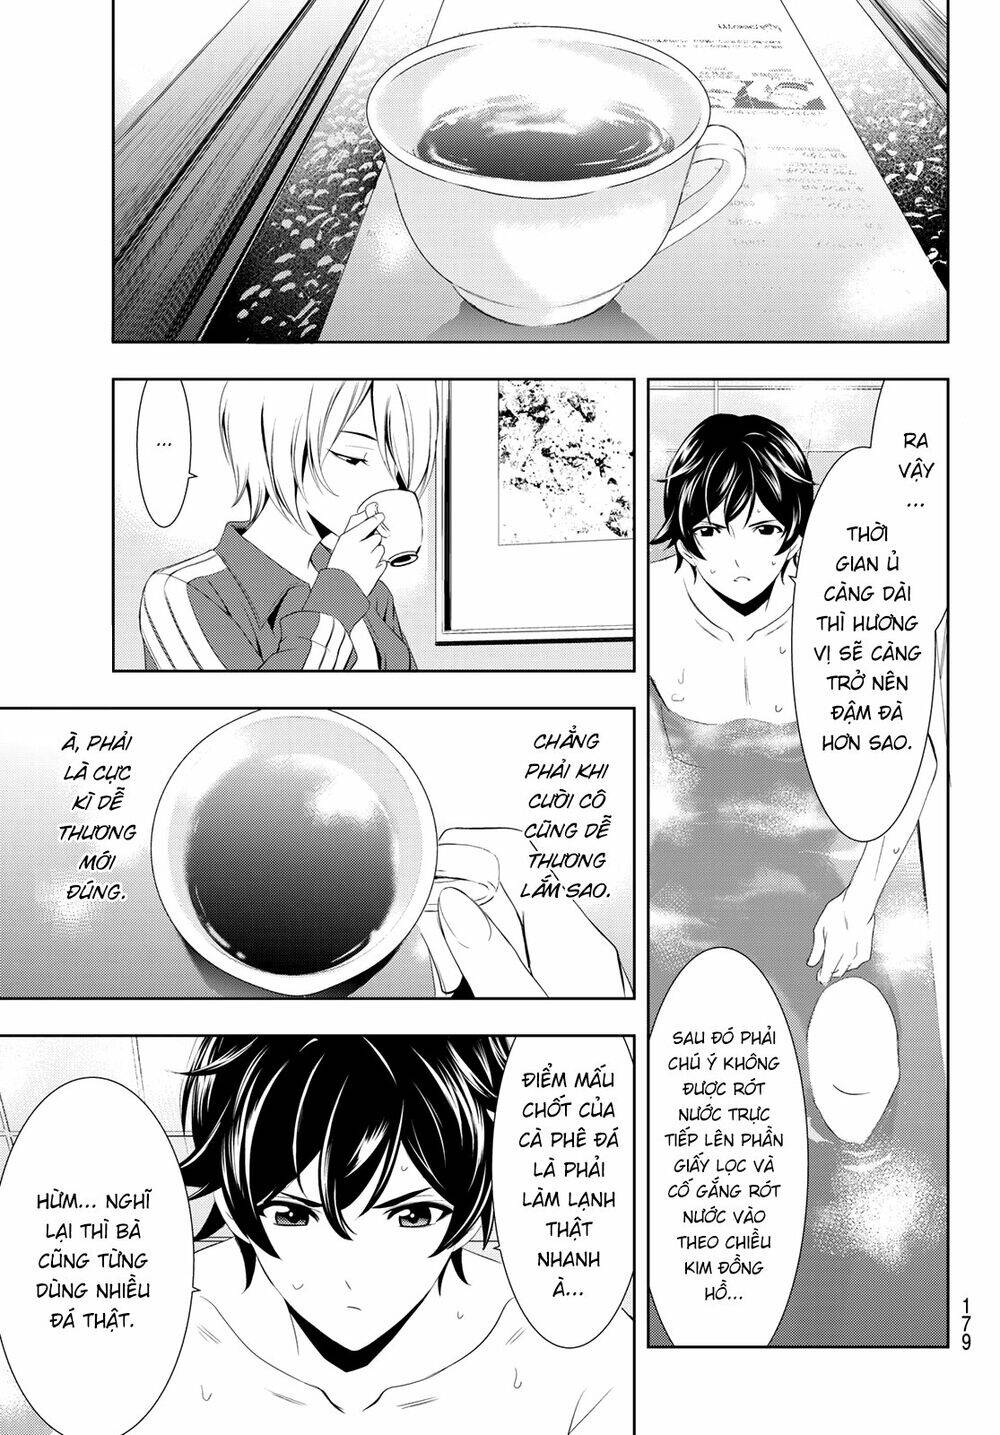 RA
VẬY
...
THỜI
GIAN Ủ
CÀNG DÀI
THÌ HƯƠNG
VỊ SẼ CÀNG
TRỞ NÊN
ĐẬM ĐÀ
HƠN SAO.
SAU ĐÓ PHẢI
CHÚ Ý KHÔNG
ĐƯỢC RÓT
NƯỚC TRỰC
TIẾP LÊN PHẦN
GIẤY LỌC VÀ
CỐ GẮNG RÓT
NƯỚC VÀO
THEO CHIỀU
KIM ĐỒNG
HỒ...
...
CHẲNG
PHẢI KHI
CƯỜI CÔ
CŨNG DỄ
THƯƠNG
LẮM SAO.
À, PHẢI
LÀ CỰC
KÌ DỄ
THƯƠNG
MỚI
ĐÚNG.
ĐIỂM MẤU
CHỐT CỦA
CÀ PHÊ ĐÁ
LÀ PHẢI
LÀM LẠNH
THẬT
NHANH
À...
HỪM... NGHĨ
LẠI THÌ BÀ
CŨNG TỪNG
DÙNG NHIỀU
ĐÁ THẬT.
179